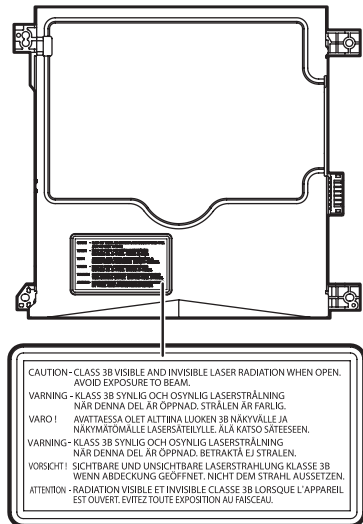 CAUTION - CLASS 3B VISIBLE AND INVISIBLE LASER RADIATION WHEN OPEN.
AVOID EXPOSURE TO BEAM.
VARNING - KLASS 3B SYNLIG OCH OSYNLIG LASERSTRÅLNING
NÄR DENNA DEL ÄR ÖPPNAD. STRÅLEN ÄR FARLIG.
VARO ! AVATTAESSA OLET ALTTIINA LUOKEN 3B NÄKYVÄLLE JA
NÄKYMÄTÖMÄLLE LASERSÄTEILYLLE. ÄLÄ KATSO SÄTEESEEN.
VARNING - KLASS 3B SYNLIG OCH OSYNLIG LASERSTRÅLNING
NÄR DENNA DEL ÄR ÖPPNAD. BETRAKTÅ EJ STRALEN.
VORSICHT ! SICHTBARE UND UNSICHTBARE LASERSTRAHLUNG KLASSE 3B
WENN ABDECKUNG GEÖFFNET. NICHT DEM STRAHL AUSSETZEN.
ATTENTION - RADIATION VISIBLE ET INVISIBLE CLASSE 3B LORSQUE L'APPAREIL
EST OUVERT. EVITEZ TOUTE EXPOSITION AU FAISCEAU.